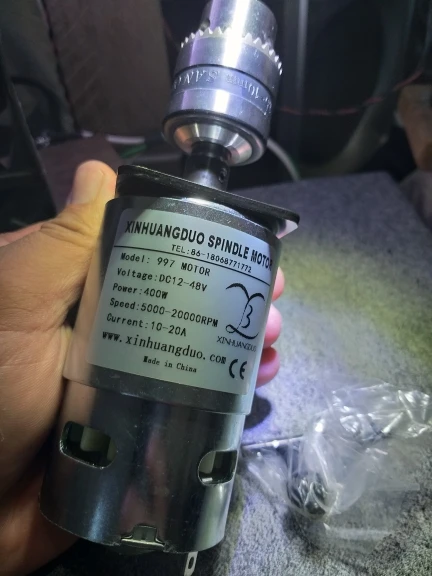 XINHUANGDUO SPINDLE MOTOR
TEL:86-18068771773
Model: 997 MOTOR
Voltage:DC12-48V
Power:400W
Speed:5000-20000RPM
Current:10-20A
XINHUANGDUO
www.xinhuangduo.com
CE
Made in China